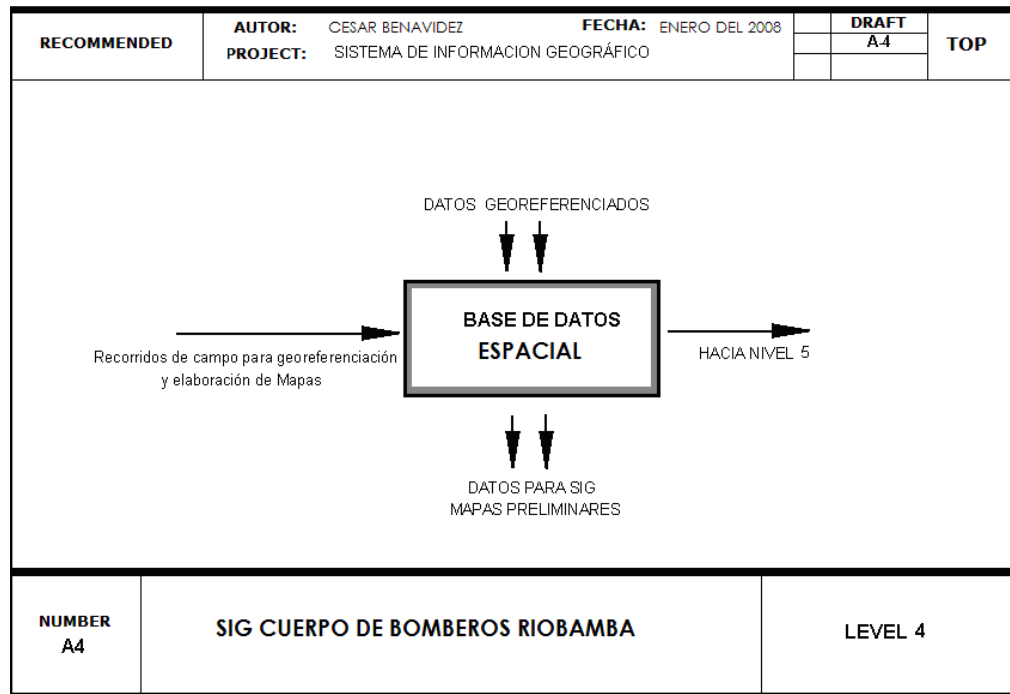 RECOMMENDED
AUTOR: CESAR BENAVIDEZ FECHA: ENERO DEL 2008
PROJECT: SISTEMA DE INFORMACION GEOGRÁFICO
DRAFT
A-4
TOP
DATOS GEOREFERENCIADOS
BASE DE DATOS
ESPACIAL
Recorridos de campo para georeferenciación
y elaboración de Mapas
HACIA NIVEL 5
DATOS PARA SIG
MAPAS PRELIMINARES
NUMBER
A4
SIG CUERPO DE BOMBEROS RIOBAMBA
LEVEL 4